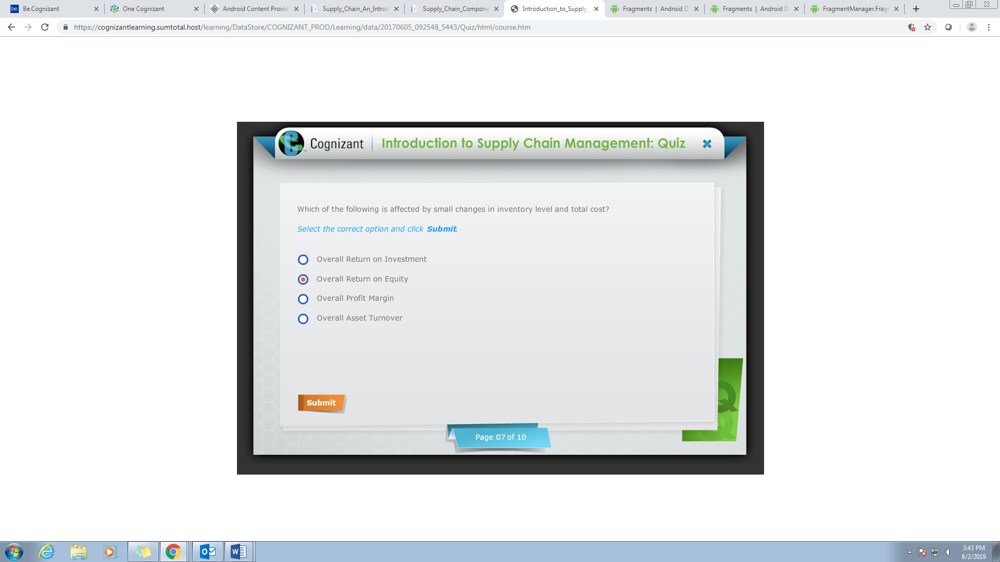 Be.Cognizant
One Cognizant
Android Content Provid
Supply_Chain_An_Introd
Supply_Chain_Compone
Introduction_to_Supply_
Fragments | Android D
Fragments | Android D
FragmentManager.Frag
https://cognizantlearning.sumtotal.host/learning/DataStore/COGNIZANT_PROD/Learning/data/20170605_092548_5443/Quiz/html/course.htm
Cognizant
Introduction to Supply Chain Management: Quiz
Which of the following is affected by small changes in inventory level and total cost?
Select the correct option and click Submit.
Overall Return on Investment
Overall Return on Equity
Overall Profit Margin
Overall Asset Turnover
Submit
Page 07 of 10
3:43 PM
8/2/2019